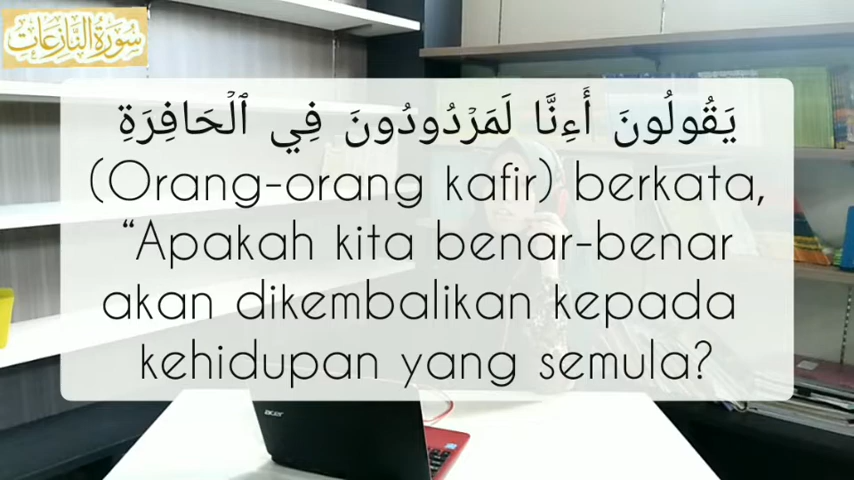 سُورَةُ النَّازِعَاتِ
يَقُولُونَ أَءِنَّا لَمَرْدُودُونَ فِي ٱلْحَافِرَةِ
(Orang-orang kafir) berkata,
“Apakah kita benar-benar
akan dikembalikan kepada
kehidupan yang semula?
acer